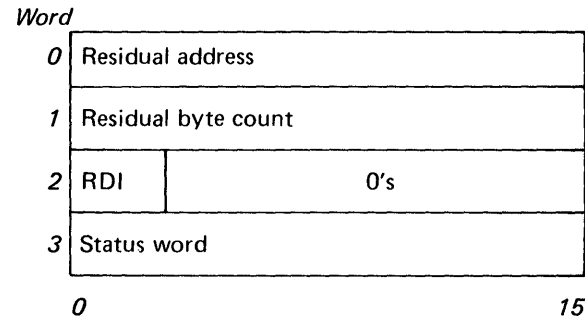 Word
0 Residual address
1 Residual byte count
2 RDI 0's
3 Status word
0 15